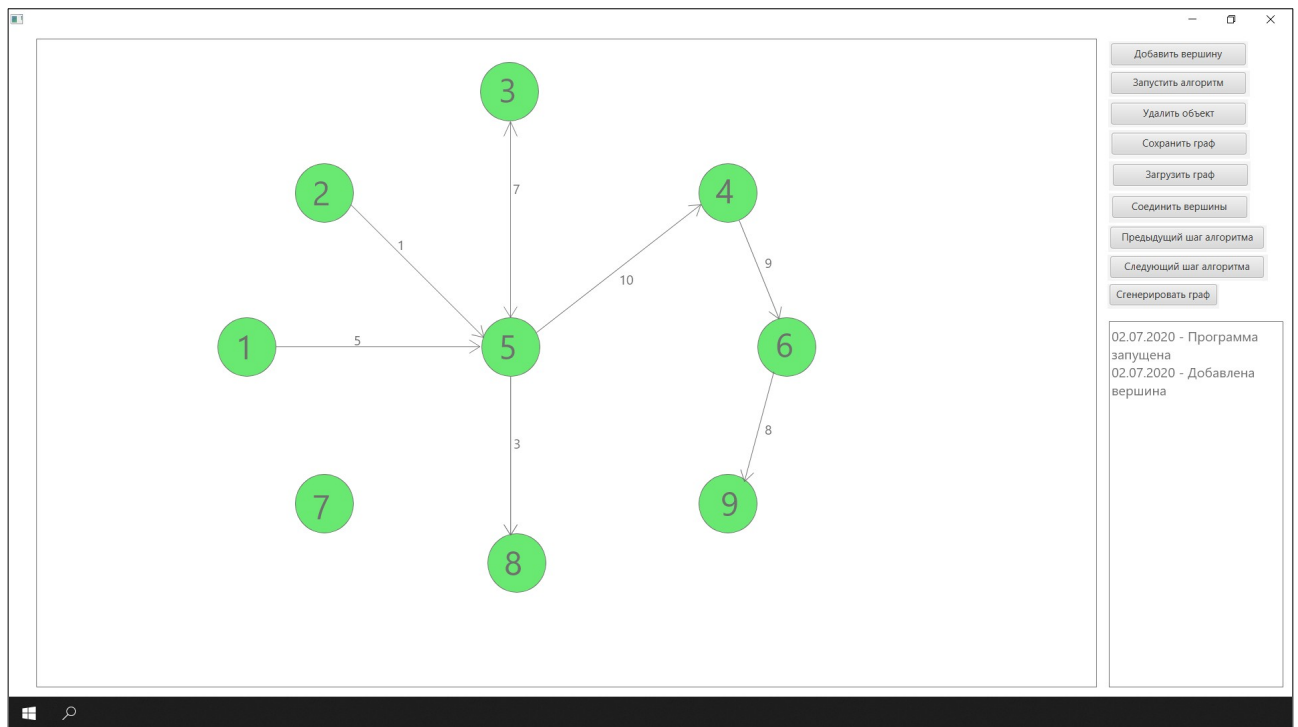 3
2
7
4
1
9
10
1
5
5
6
3
8
7
9
8
Добавить вершину
Запустить алгоритм
Удалить объект
Сохранить граф
Загрузить граф
Соединить вершины
Предыдущий шаг алгоритма
Следующий шаг алгоритма
Сгенерировать граф
02.07.2020 - Программа
запущена
02.07.2020 - Добавлена
вершина